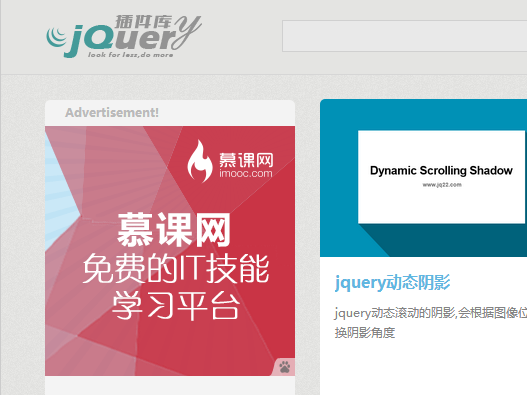 插阵库
jQuery
look for less,do more
Advertisement!
慕课网
imooc.com
慕课网
免费的IT技能
学习平台
Dynamic Scrolling Shadow
www.jq22.com
jquery动态阴影
jquery动态滚动的阴影,会根据图像位
换阴影角度